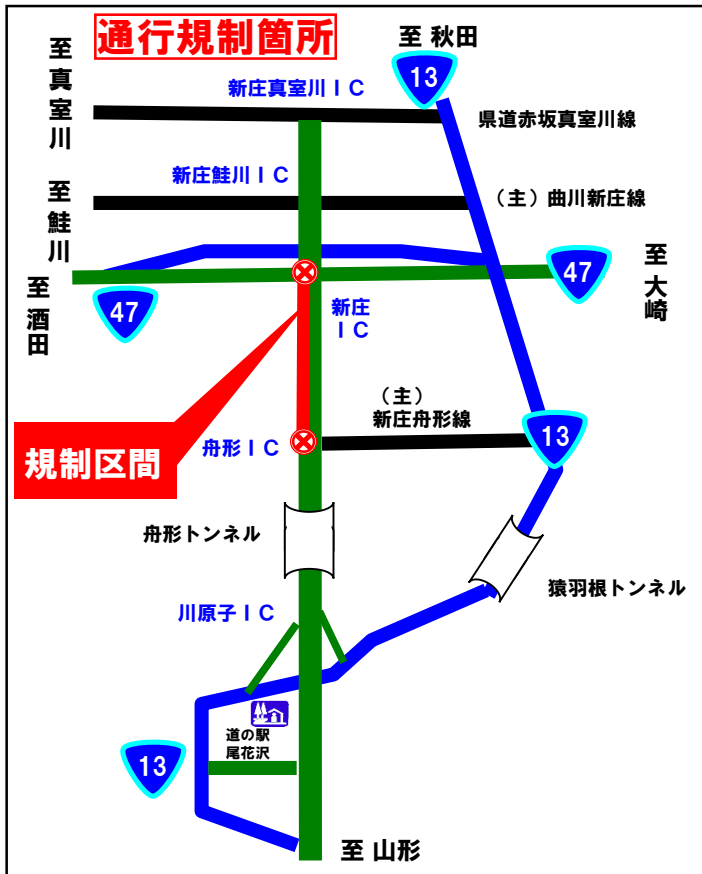 通行規制箇所
至 秋田
13
至真室川
新庄真室川ＩＣ
県道赤坂真室川線
至鮭川
新庄鮭川ＩＣ
（主）曲川新庄線
至酒田
47
47
至大崎
新庄
ＩＣ
（主）
新庄舟形線
規制区間
舟形ＩＣ
13
舟形トンネル
猿羽根トンネル
川原子ＩＣ
道の駅
尾花沢
13
至 山形